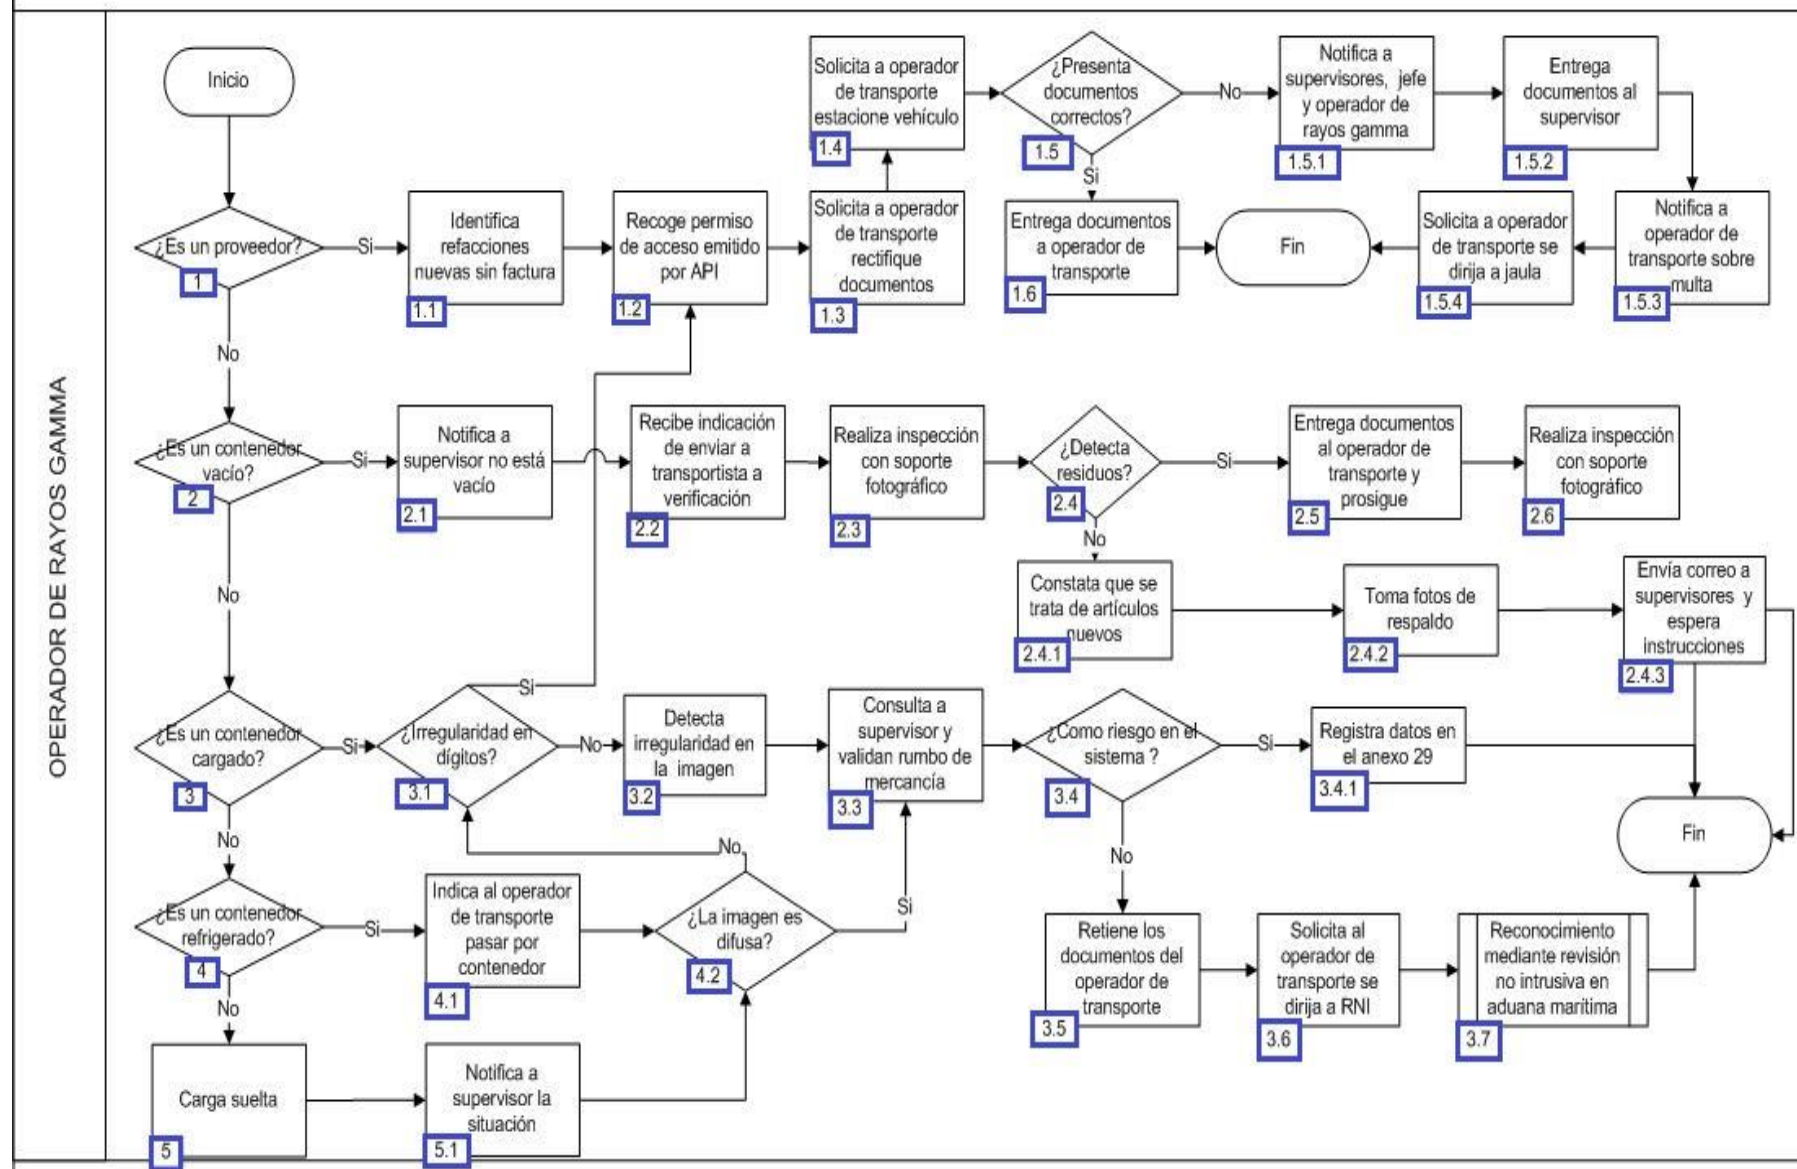 OPERADOR DE RAYOS GAMMA
Inicio
¿Es un proveedor?
1
Si
No
Identifica
refacciones
nuevas sin factura
1.1
Recoge permiso
de acceso emitido
por API
1.2
Solicita a operador
de transporte
rectifique
documentos
1.3
Solicita a operador
de transporte
estacione vehículo
1.4
¿Presenta
documentos
correctos?
1.5
No
Si
Notifica a
supervisores, jefe
y operador de
rayos gamma
1.5.1
Entrega
documentos al
supervisor
1.5.2
Notifica a
operador de
transporte sobre
multa
1.5.3
Solicita a operador
de transporte se
dirija a jaula
1.5.4
Entrega documentos
a operador de
transporte
1.6
Fin
¿Es un contenedor
vacío?
2
Si
No
Notifica a
supervisor no está
vacío
2.1
Recibe indicación
de enviar a
transportista a
verificación
2.2
Realiza inspección
con soporte
fotográfico
2.3
¿Detecta
residuos?
2.4
Si
No
Entrega documentos
al operador de
transporte y
prosigue
2.5
Realiza inspección
con soporte
fotográfico
2.6
Constata que se
trata de artículos
nuevos
2.4.1
Toma fotos de
respaldo
2.4.2
Envía correo a
supervisores y
espera
instrucciones
2.4.3
¿Es un contenedor
cargado?
3
Si
No
¿Irregularidad en
dígitos?
3.1
Si
No
Detecta
irregularidad en
la imagen
3.2
Consulta a
supervisor y
validan rumbo de
mercancía
3.3
¿Como riesgo en el
sistema ?
3.4
Si
No
Registra datos en
el anexo 29
3.4.1
Fin
¿Es un contenedor
refrigerado?
4
Si
No
Indica al operador
de transporte
pasar por
contenedor
4.1
¿La imagen es
difusa?
4.2
No
Si
Retiene los
documentos del
operador de
transporte
3.5
Solicita al
operador de
transporte se
dirija a RNI
3.6
Reconocimiento
mediante revisión
no intrusiva en
aduana marítima
3.7
Carga suelta
5
Notifica a
supervisor la
situación
5.1